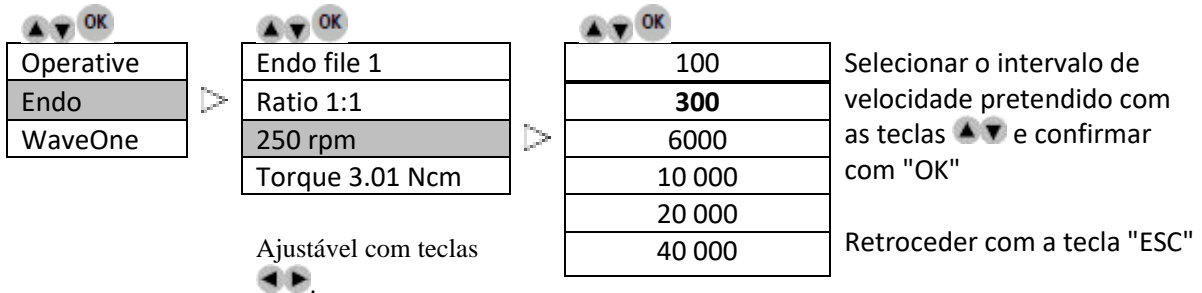 OK
Operative
Endo
WaveOne
OK
Endo file 1
Ratio 1:1
250 rpm
Torque 3.01 Ncm
Ajustável com teclas
.
OK
100
300
6000
10 000
20 000
40 000
Selecionar o intervalo de
velocidade pretendido com
as teclas e confirmar
com "OK"
Retroceder com a tecla "ESC"